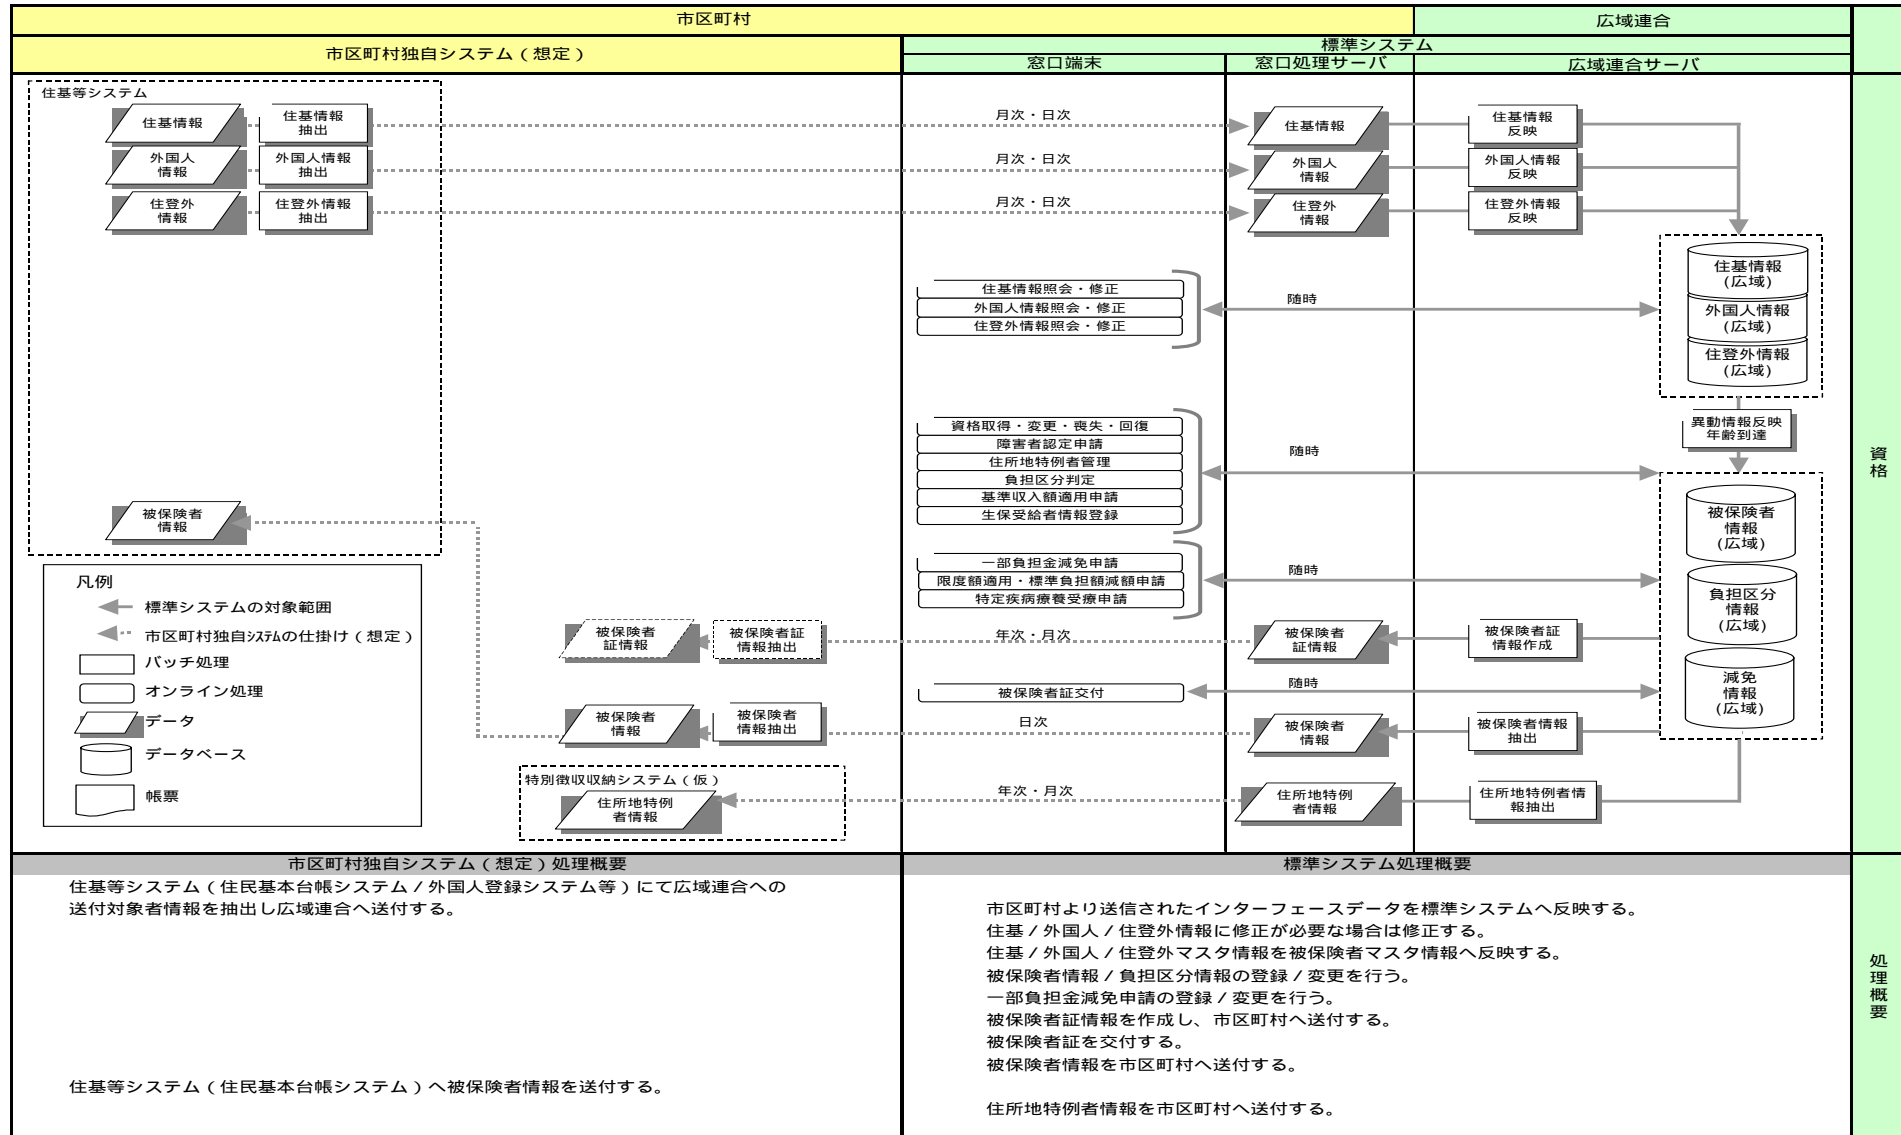 市区町村
広域連合
市区町村独自システム（想定）
標準システム
窓口端末
窓口処理サーバ
広域連合サーバ
住基等システム
住基情報
住基情報
抽出
月次・日次
住基情報
住基情報
反映
外国人
情報
外国人情報
抽出
月次・日次
外国人
情報
外国人情報
反映
住登外
情報
住登外情報
抽出
月次・日次
住登外
情報
住登外情報
反映
住基情報
(広域)
外国人情報
(広域)
住登外情報
(広域)
住基情報照会・修正
外国人情報照会・修正
住登外情報照会・修正
随時
異動情報反映
年齢到達
資格取得・変更・喪失・回復
障害者認定申請
住所地特例者管理
負担区分判定
基準収入額適用申請
生保受給者情報登録
随時
資格
被保険者
情報
被保険者
情報
(広域)
負担区分
情報
(広域)
減免
情報
(広域)
一部負担金減免申請
限度額適用・標準負担額減額申請
特定疾病療養受療申請
随時
凡例
標準システムの対象範囲
市区町村独自ｼｽﾃﾑの仕掛け（想定）
バッチ処理
オンライン処理
データ
データベース
帳票
被保険者
証情報
被保険者証
情報抽出
年次・月次
被保険者
証情報
被保険者証
情報作成
被保険者証交付
随時
被保険者
情報
被保険者
情報抽出
日次
被保険者
情報
被保険者情報
抽出
特別徴収収納システム（仮）
住所地特例
者情報
年次・月次
住所地特例
者情報
住所地特例者情
報抽出
市区町村独自システム（想定）処理概要
標準システム処理概要
住基等システム（住民基本台帳システム／外国人登録システム等）にて広域連合への
送付対象者情報を抽出し広域連合へ送付する。
住基等システム（住民基本台帳システム）へ被保険者情報を送付する。
市区町村より送信されたインターフェースデータを標準システムへ反映する。
住基／外国人／住登外情報に修正が必要な場合は修正する。
住基／外国人／住登外マスタ情報を被保険者マスタ情報へ反映する。
被保険者情報／負担区分情報の登録／変更を行う。
一部負担金減免申請の登録／変更を行う。
被保険者証情報を作成し、市区町村へ送付する。
被保険者証を交付する。
被保険者情報を市区町村へ送付する。
住所地特例者情報を市区町村へ送付する。
処理概要